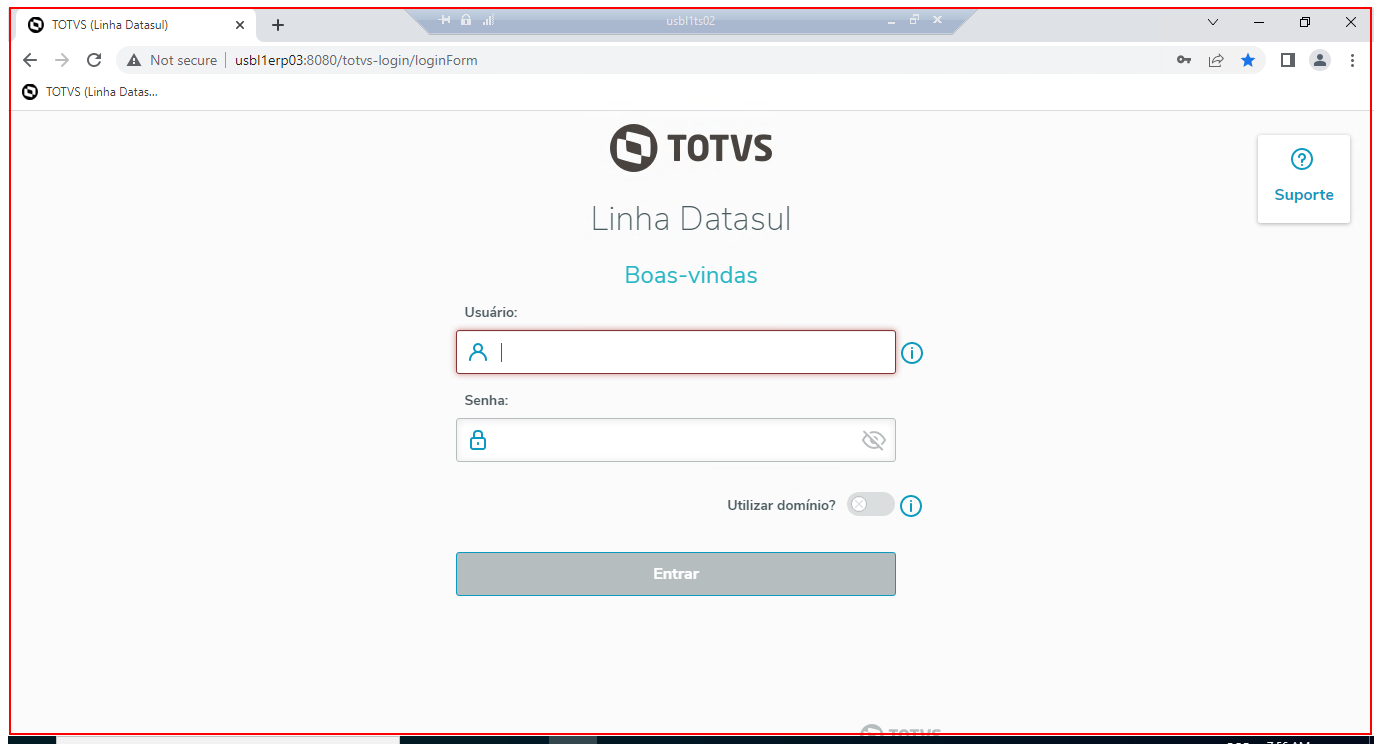 TOTVS (Linha Datasul)
usbl1ts02
Not secure
usbl1erp03:8080/totvs-login/loginForm
TOTVS (Linha Datas...
TOTVS
Suporte
Linha Datasul
Boas-vindas
Usuário:
Senha:
Utilizar domínio?
Entrar
TOTVS